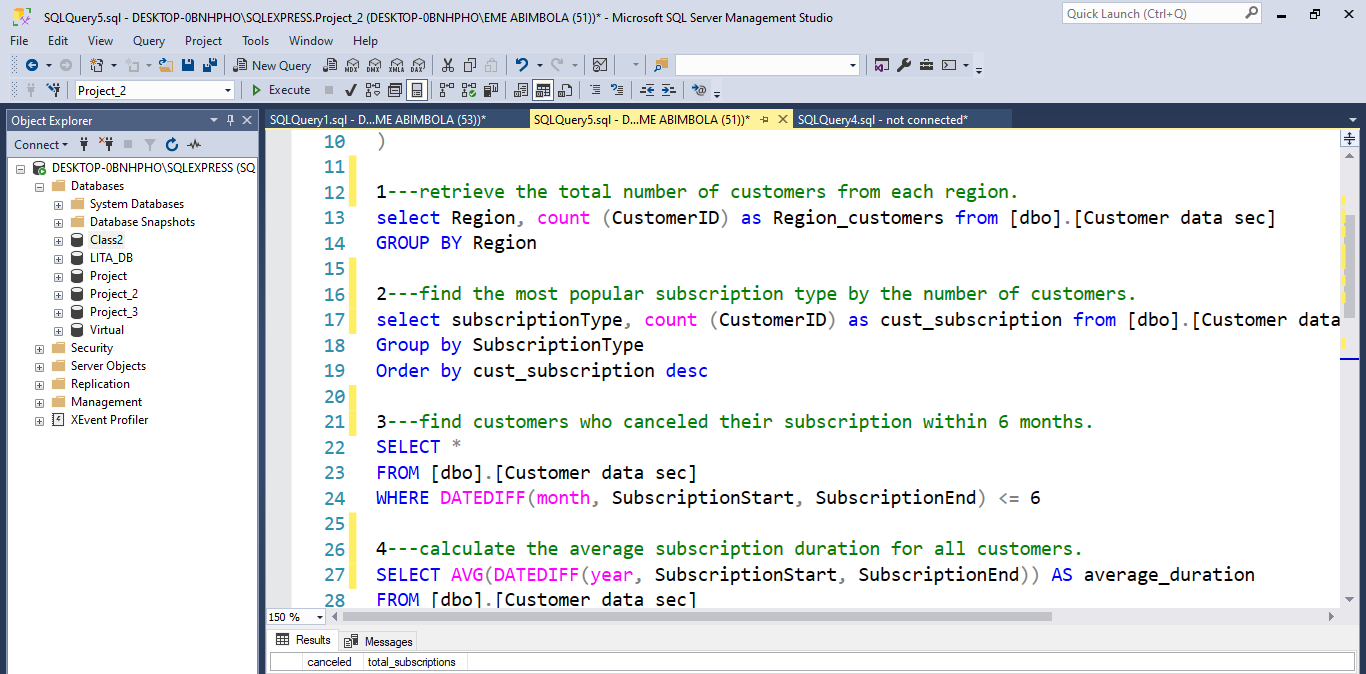 SQLQuery5.sql - DESKTOP-0BNHPHO\SQLEXPRESS.Project_2 (DESKTOP-0BNHPHO\EME ABIMBOLA (51))* - Microsoft SQL Server Management Studio
Quick Launch (Ctrl+Q)
File Edit View Query Project Tools Window Help
New Query MDX DMX XMLA DAX
Project_2 Execute
Object Explorer
Connect
DESKTOP-0BNHPHO\SQLEXPRESS (SQ
Databases
System Databases
Database Snapshots
Class2
LITA_DB
Project
Project_2
Project_3
Virtual
Security
Server Objects
Replication
Management
XEvent Profiler
SQLQuery1.sql - D...ME ABIMBOLA (53))* SQLQuery5.sql - D...ME ABIMBOLA (51))* SQLQuery4.sql - not connected*
10 )
11
12 1---retrieve the total number of customers from each region.
13 select Region, count (CustomerID) as Region_customers from [dbo].[Customer data sec]
14 GROUP BY Region
15
16 2---find the most popular subscription type by the number of customers.
17 select subscriptionType, count (CustomerID) as cust_subscription from [dbo].[Customer data
18 Group by SubscriptionType
19 Order by cust_subscription desc
20
21 3---find customers who canceled their subscription within 6 months.
22 SELECT *
23 FROM [dbo].[Customer data sec]
24 WHERE DATEDIFF(month, SubscriptionStart, SubscriptionEnd) <= 6
25
26 4---calculate the average subscription duration for all customers.
27 SELECT AVG(DATEDIFF(year, SubscriptionStart, SubscriptionEnd)) AS average_duration
28 FROM [dbo].[Customer data sec]
150 %
Results Messages
canceled total_subscriptions